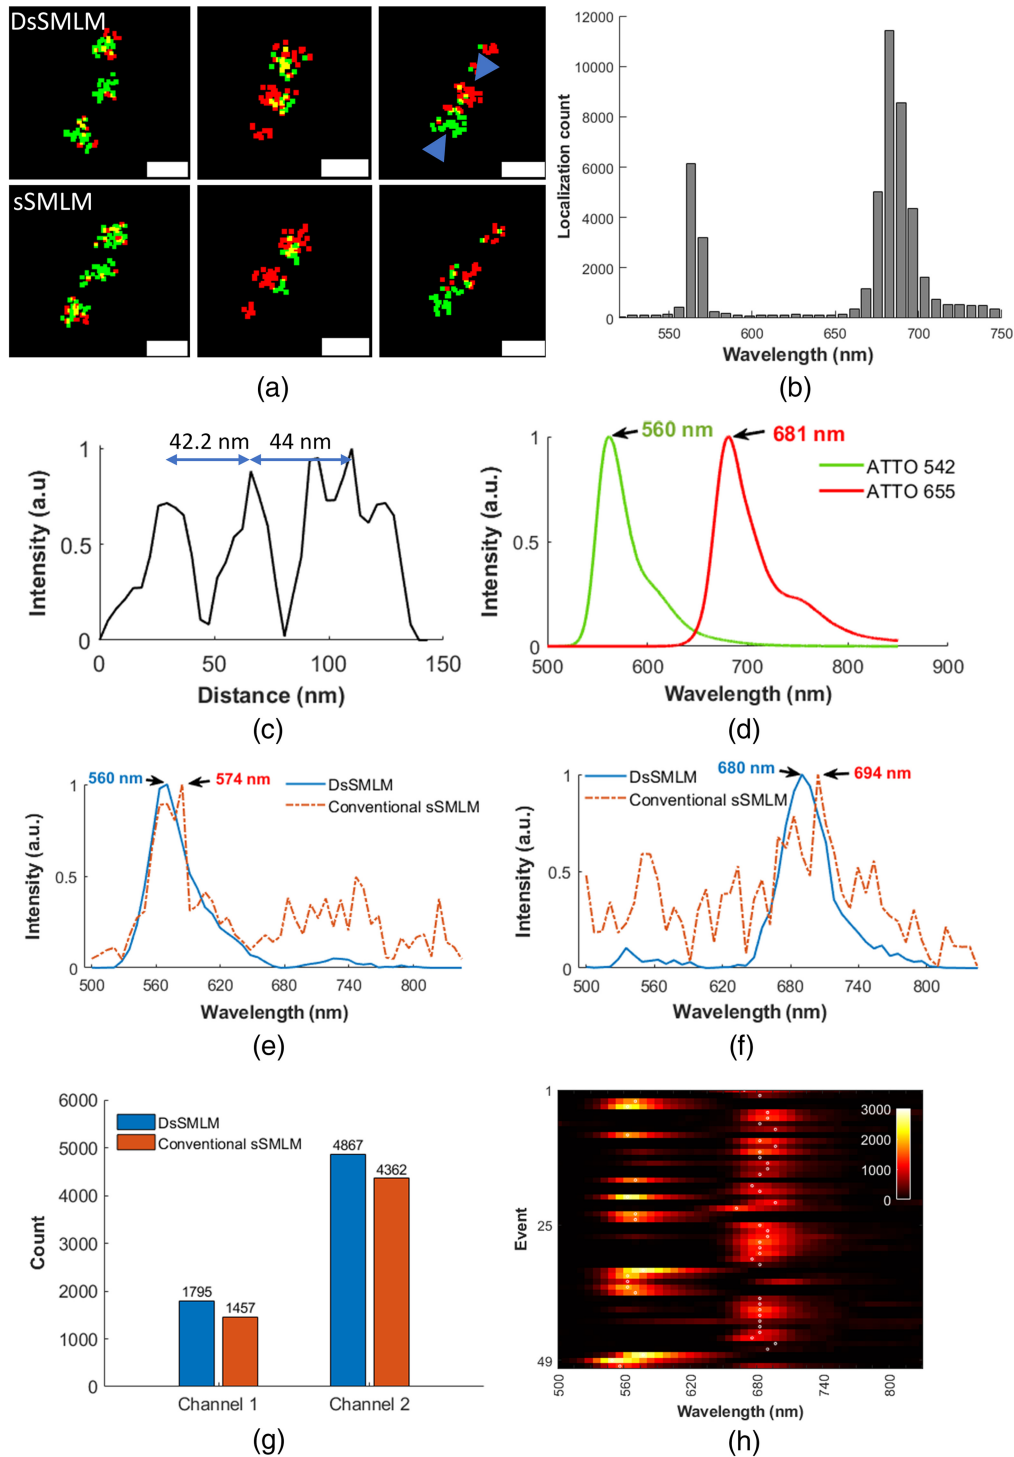 DsSMLM
sSMLM
(a)
12000
10000
8000
6000
4000
2000
0
Localization count
550
600
650
700
750
Wavelength (nm)
(b)
42.2 nm
44 nm
1
0.5
0
Intensity (a.u)
0
50
100
150
Distance (nm)
(c)
560 nm
681 nm
ATTO 542
ATTO 655
1
0.5
0
Intensity (a.u.)
500
600
700
800
900
Wavelength (nm)
(d)
560 nm
574 nm
DsSMLM
Conventional sSMLM
1
0.5
0
Intensity (a.u.)
500
560
620
680
740
800
Wavelength (nm)
(e)
680 nm
694 nm
DsSMLM
Conventional sSMLM
1
0.5
0
Intensity (a.u.)
500
560
620
680
740
800
Wavelength (nm)
(f)
6000
5000
4000
3000
2000
1000
0
Count
DsSMLM
Conventional sSMLM
1795
1457
4867
4362
Channel 1
Channel 2
(g)
1
25
49
Event
3000
2000
1000
0
500
560
620
680
740
800
Wavelength (nm)
(h)